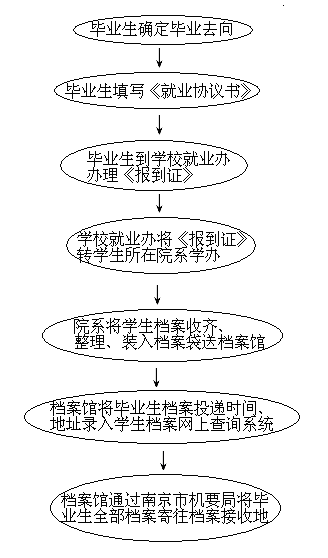 毕业生确定毕业去向
毕业生填写《就业协议书》
毕业生到学校就业办
办理《报到证》
学校就业办将《报到证》
转学生所在院系学办
院系将学生档案收齐、
整理、装入档案袋送档案馆
档案馆将毕业生档案投递时间、
地址录入学生档案网上查询系统
档案馆通过南京市机要局将毕
业生全部档案寄往档案接收地